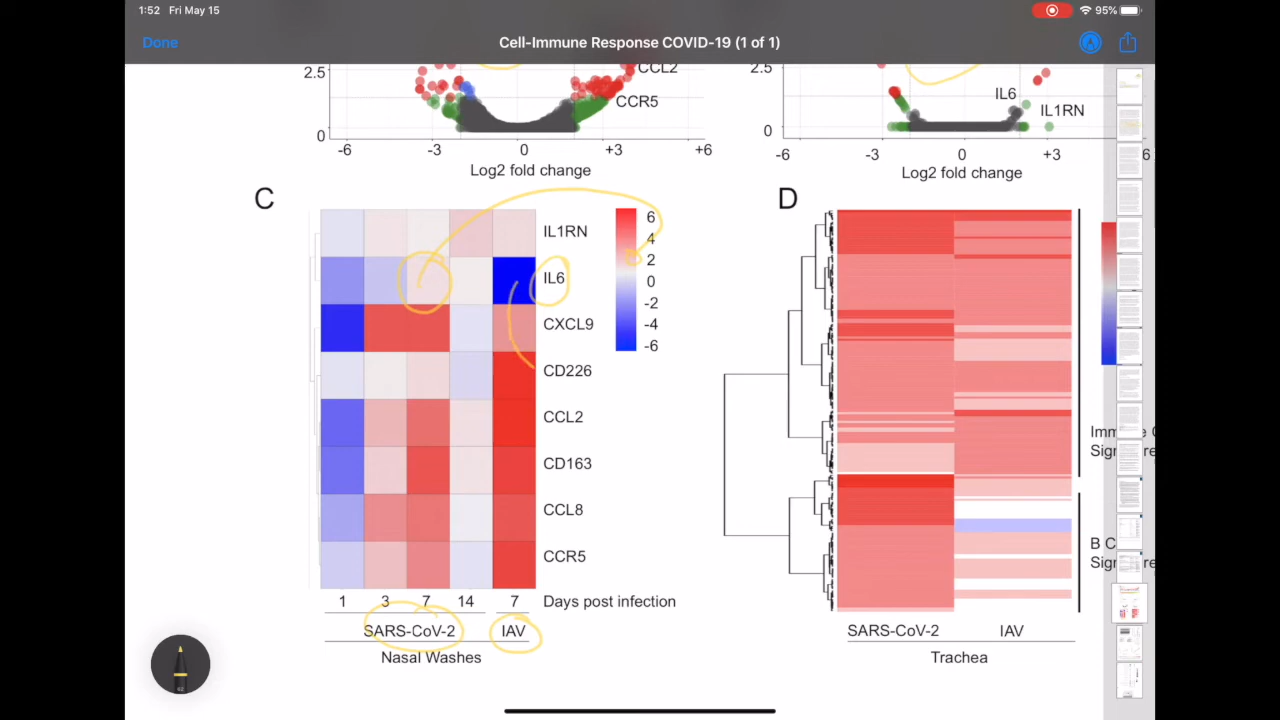 1:52 Fri May 15
95%
Done
Cell-Immune Response COVID-19 (1 of 1)
2.5
0
CCL2
CCR5
-6 -3 0 +3 +6
Log2 fold change
2.5
0
IL6
IL1RN
-6 -3 0 +3 6
Log2 fold change
C
IL1RN
IL6
CXCL9
CD226
CCL2
CD163
CCL8
CCR5
6
4
2
0
-2
-4
-6
1 3 7 14 7 Days post infection
SARS-CoV-2 IAV
Nasal Washes
D
B C
SARS-CoV-2 IAV
Trachea